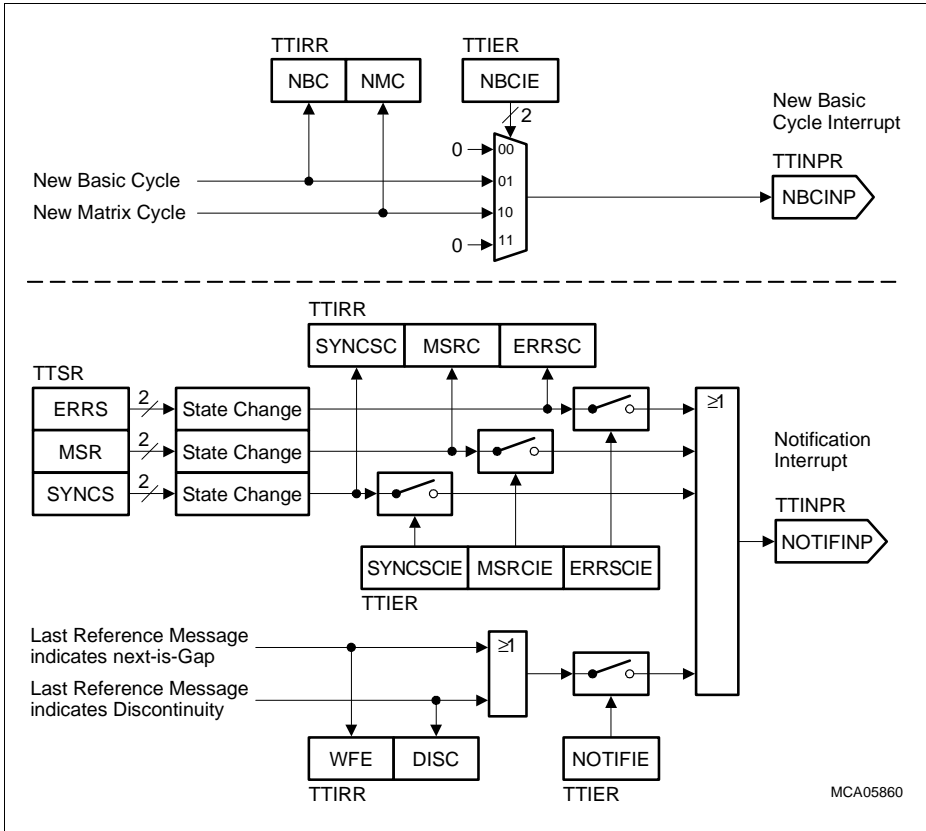 TTIRR
TTIER
NBC
NMC
NBCIE
New Basic
Cycle Interrupt
2
0
00
TTINPR
New Basic Cycle
01
NBCINP
New Matrix Cycle
10
0
11
TTIRR
SYNCSC
MSRC
ERRSC
TTSR
ERRS
2
State Change
≥1
MSR
2
State Change
Notification
Interrupt
SYNCS
2
State Change
TTINPR
NOTIFINP
SYNCSCIE
MSRCIE
ERRSCIE
TTIER
Last Reference Message
indicates next-is-Gap
≥1
Last Reference Message
indicates Discontinuity
WFE
DISC
NOTIFIE
TTIRR
TTIER
MCA05860